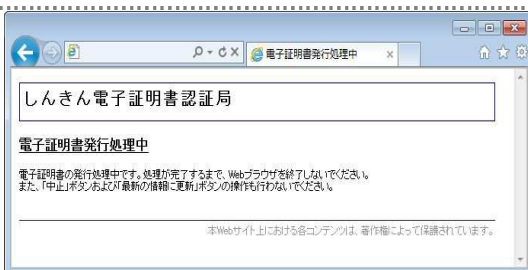 電子証明書発行処理中
しんきん電子証明書認証局
電子証明書発行処理中
電子証明書の発行処理中です。処理が完了するまで、Webブラウザを終了しないでください。
また、「中止」ボタンおよび「最新の情報に更新」ボタンの操作も行わないでください。
本Webサイト上における各コンテンツは、著作権によって保護されています。